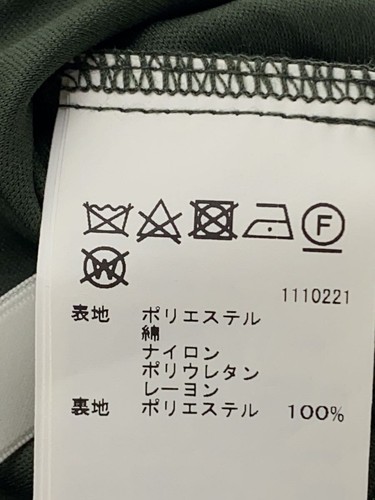 F
W
1110221
表地 ポリエステル
綿
ナイロン
ポリウレタン
レーヨン
裏地 ポリエステル 100%